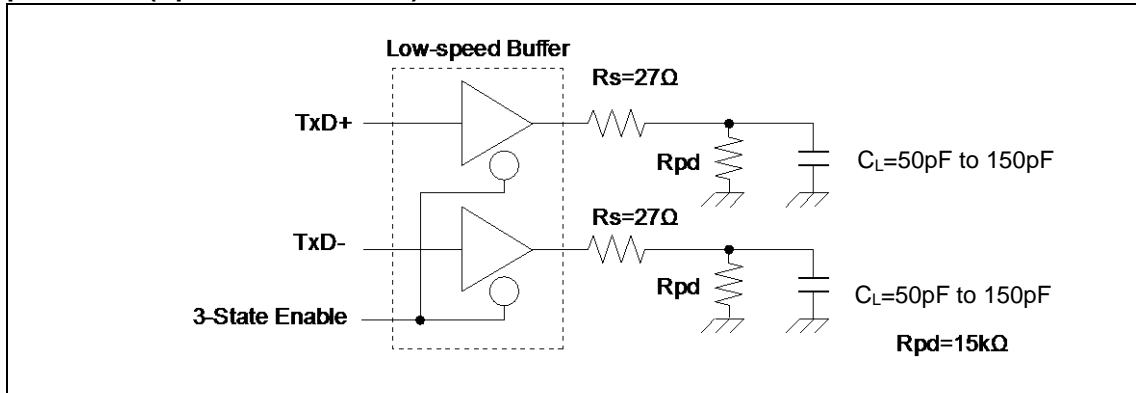 Low-speed Buffer
Rs=27Ω
TxD+
Rpd
CL=50pF to 150pF
Rs=27Ω
TxD-
Rpd
CL=50pF to 150pF
3-State Enable
Rpd=15kΩ